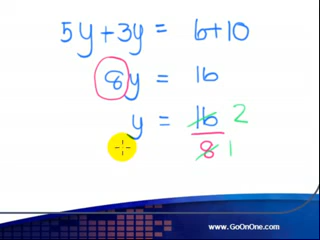 5y + 3y = 6 + 10
8y = 16
y = 16 2
8 1
www.GoOnOne.com